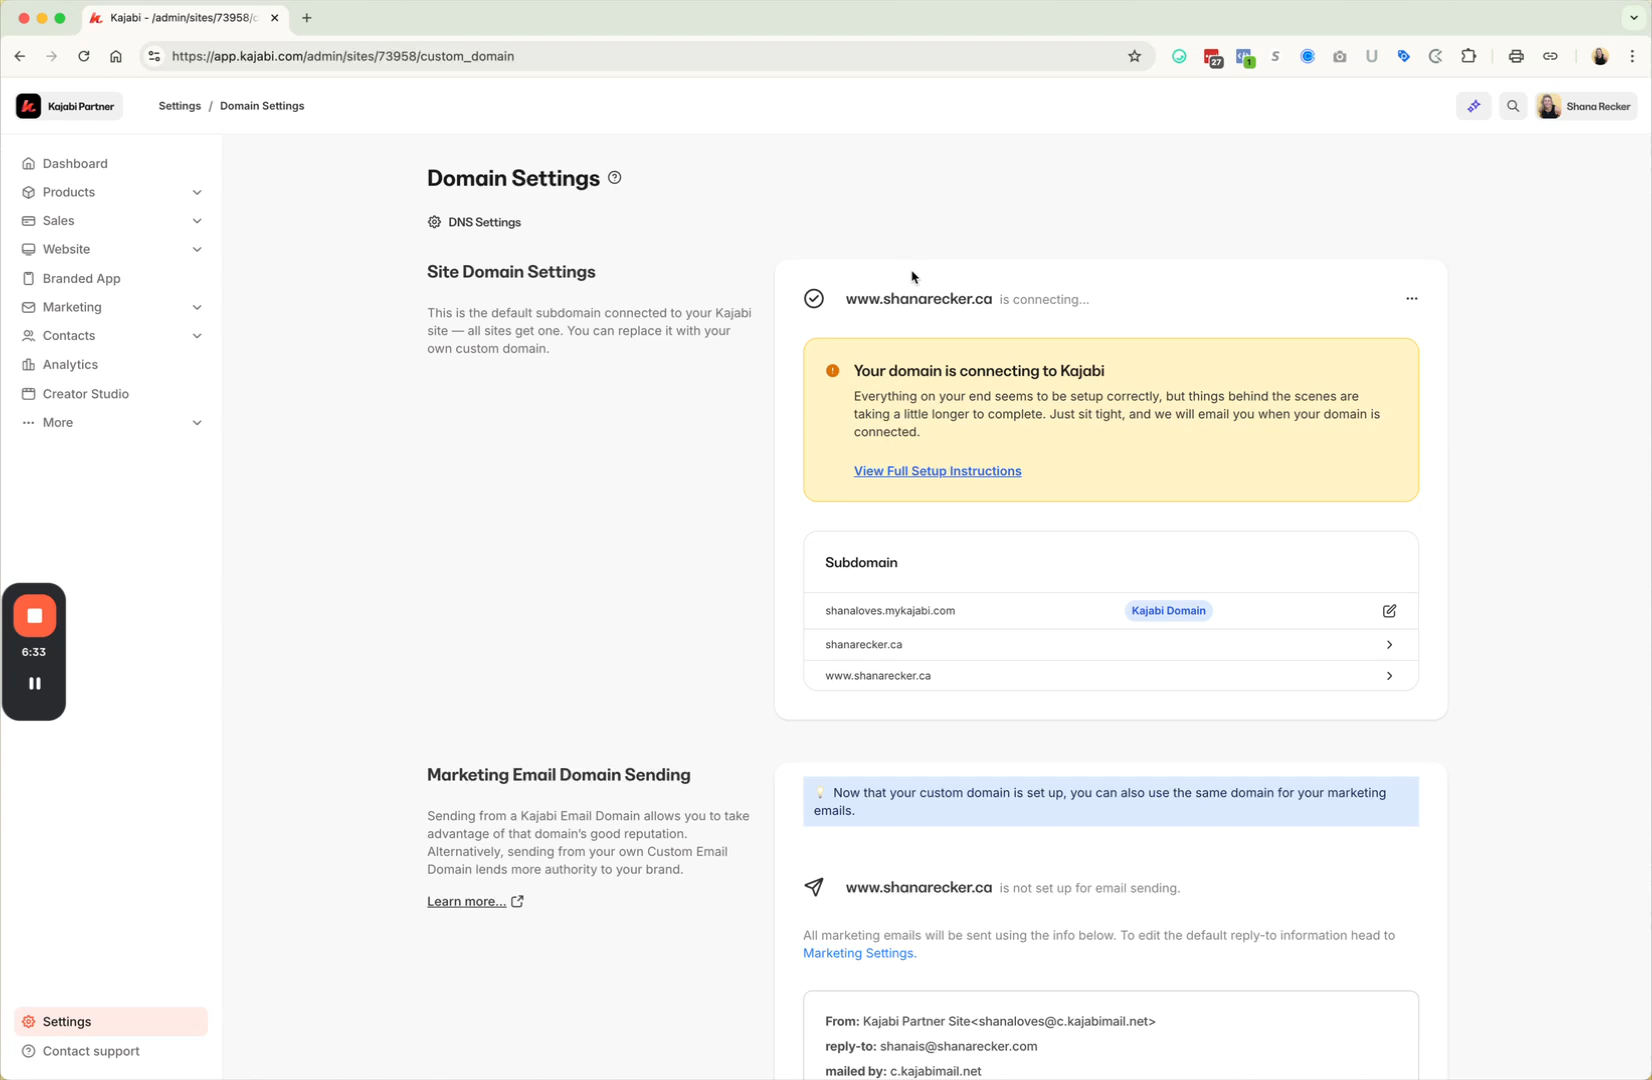 Kajabi - /admin/sites/73958/c
https://app.kajabi.com/admin/sites/73958/custom_domain
27
1
Kajabi Partner
Settings / Domain Settings
Shana Recker
Dashboard
Products
Sales
Website
Branded App
Marketing
Contacts
Analytics
Creator Studio
More
6:33
Settings
Contact support
Domain Settings
DNS Settings
Site Domain Settings
This is the default subdomain connected to your Kajabi
site — all sites get one. You can replace it with your
own custom domain.
www.shanarecker.ca is connecting...
Your domain is connecting to Kajabi
Everything on your end seems to be setup correctly, but things behind the scenes are
taking a little longer to complete. Just sit tight, and we will email you when your domain is
connected.
View Full Setup Instructions
Subdomain
shanaloves.mykajabi.com Kajabi Domain
shanarecker.ca
www.shanarecker.ca
Marketing Email Domain Sending
Sending from a Kajabi Email Domain allows you to take
advantage of that domain's good reputation.
Alternatively, sending from your own Custom Email
Domain lends more authority to your brand.
Learn more...
Now that your custom domain is set up, you can also use the same domain for your marketing
emails.
www.shanarecker.ca is not set up for email sending.
All marketing emails will be sent using the info below. To edit the default reply-to information head to
Marketing Settings.
From: Kajabi Partner Site<shanaloves@c.kajabimail.net>
reply-to: shanais@shanarecker.com
mailed by: c.kajabimail.net